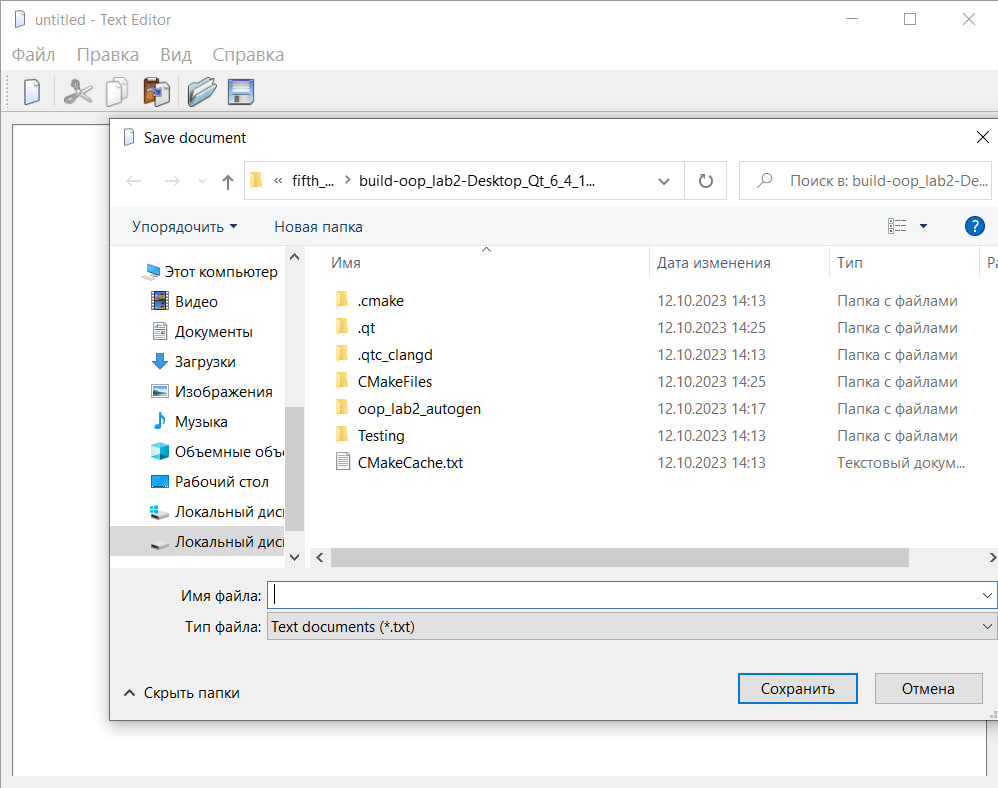 untitled - Text Editor
Файл Правка Вид Справка
Save document
« fifth_... › build-oop_lab2-Desktop_Qt_6_4_1...
Поиск в: build-oop_lab2-De...
Упорядочить Новая папка
?
Этот компьютер
Видео
Документы
Загрузки
Изображения
Музыка
Объемные объ
Рабочий стол
Локальный дис
Локальный дис
Имя Дата изменения Тип Ра
.cmake 12.10.2023 14:13 Папка с файлами
.qt 12.10.2023 14:25 Папка с файлами
.qtc_clangd 12.10.2023 14:13 Папка с файлами
CMakeFiles 12.10.2023 14:25 Папка с файлами
oop_lab2_autogen 12.10.2023 14:17 Папка с файлами
Testing 12.10.2023 14:13 Папка с файлами
CMakeCache.txt 12.10.2023 14:13 Текстовый докум...
Имя файла:
Тип файла: Text documents (*.txt)
Скрыть папки
Сохранить Отмена